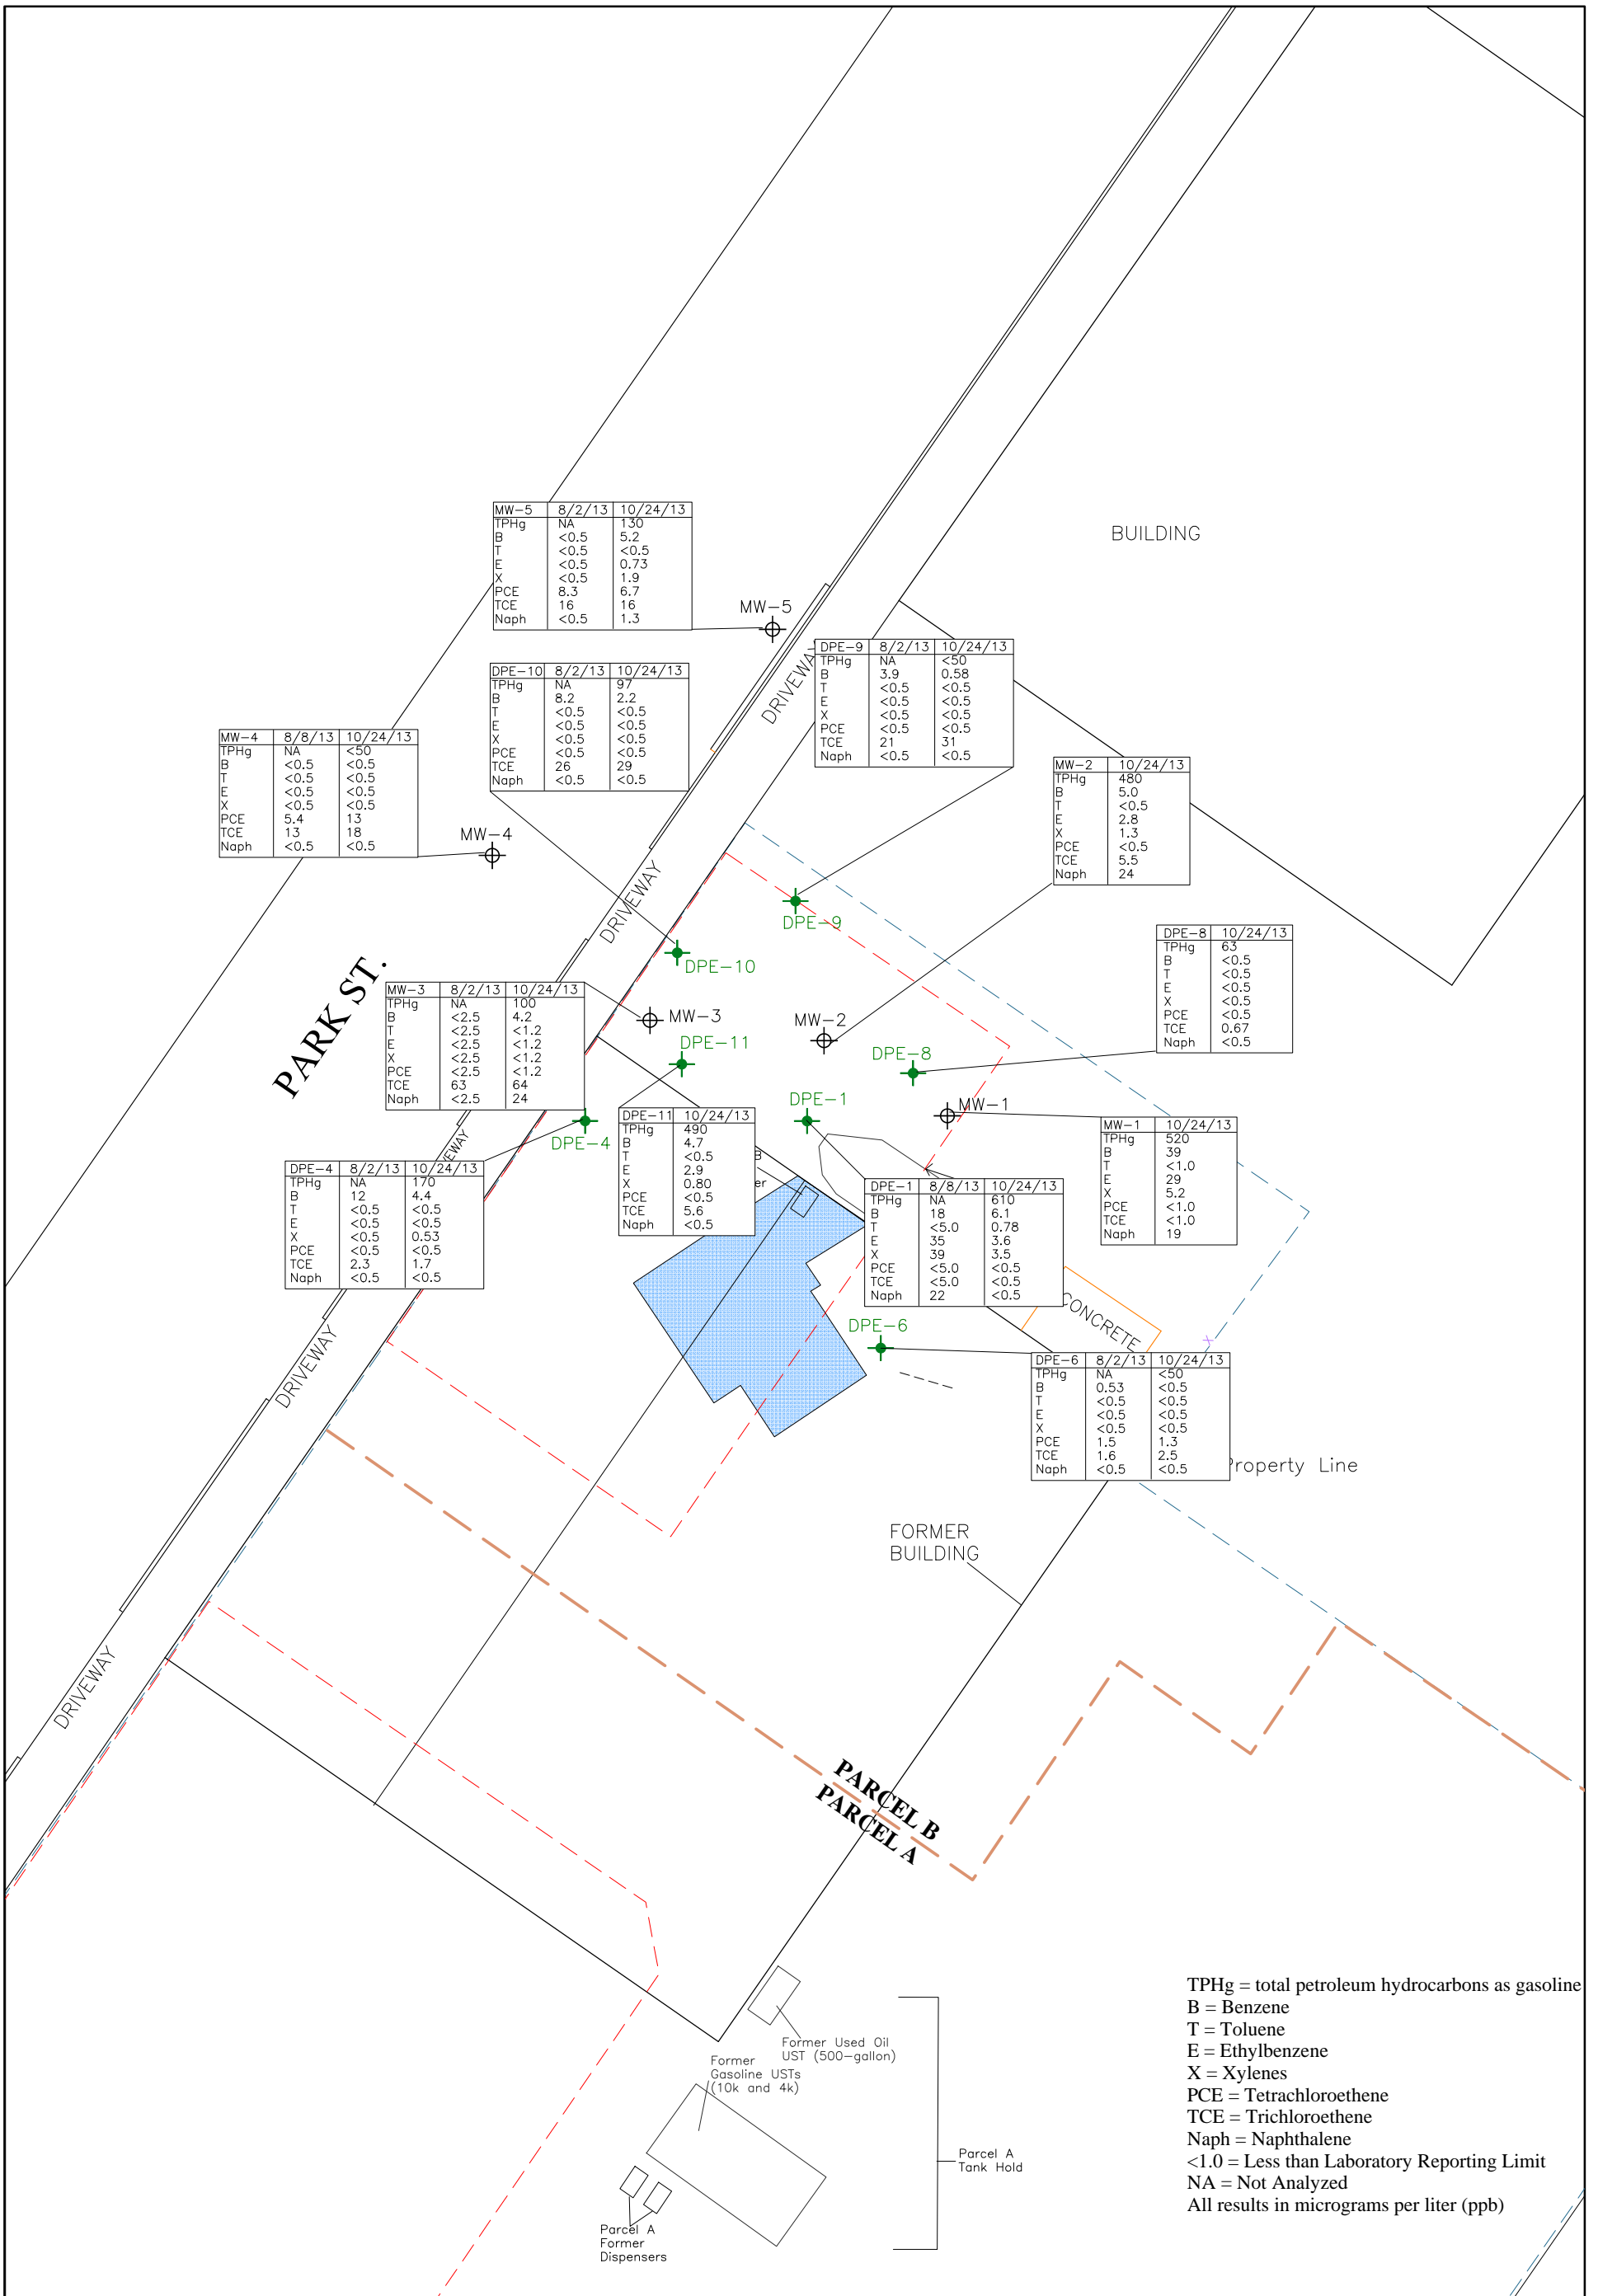 BUILDING
MW-5 8/2/13 10/24/13
TPHg NA 130
B <0.5 5.2
T <0.5 <0.5
E <0.5 0.73
X <0.5 1.9
PCE 8.3 6.7
TCE 16 16
Naph <0.5 1.3
MW-5
DRIVEWAY
DPE-9 8/2/13 10/24/13
TPHg NA <50
B 3.9 0.58
T <0.5 <0.5
E <0.5 <0.5
X <0.5 <0.5
PCE <0.5 <0.5
TCE 21 31
Naph <0.5 <0.5
DPE-10 8/2/13 10/24/13
TPHg NA 97
B 8.2 2.2
T <0.5 <0.5
E <0.5 <0.5
X <0.5 <0.5
PCE <0.5 <0.5
TCE 26 29
Naph <0.5 <0.5
MW-4 8/8/13 10/24/13
TPHg NA <50
B <0.5 <0.5
T <0.5 <0.5
E <0.5 <0.5
X <0.5 <0.5
PCE 5.4 13
TCE 13 18
Naph <0.5 <0.5
MW-4
MW-2 10/24/13
TPHg 480
B 5.0
T <0.5
E 2.8
X 1.3
PCE <0.5
TCE 5.5
Naph 24
DRIVEWAY
DPE-9
DPE-10
DPE-8 10/24/13
TPHg 63
B <0.5
T <0.5
E <0.5
X <0.5
PCE <0.5
TCE 0.67
Naph <0.5
PARK ST.
MW-3 8/2/13 10/24/13
TPHg NA 100
B <2.5 4.2
T <2.5 <1.2
E <2.5 <1.2
X <2.5 <1.2
PCE <2.5 <1.2
TCE 63 64
Naph <2.5 24
MW-3
MW-2
DPE-11
DPE-8
DPE-1
MW-1
DPE-4
EWAY
DPE-11 10/24/13
TPHg 490
B 4.7
T <0.5
E 2.9
X 0.80
PCE <0.5
TCE 5.6
Naph <0.5
B
er
MW-1 10/24/13
TPHg 520
B 39
T <1.0
E 29
X 5.2
PCE <1.0
TCE <1.0
Naph 19
DPE-4 8/2/13 10/24/13
TPHg NA 170
B 12 4.4
T <0.5 <0.5
E <0.5 <0.5
X <0.5 0.53
PCE <0.5 <0.5
TCE 2.3 1.7
Naph <0.5 <0.5
DPE-1 8/8/13 10/24/13
TPHg NA 610
B 18 6.1
T <5.0 0.78
E 35 3.6
X 39 3.5
PCE <5.0 <0.5
TCE <5.0 <0.5
Naph 22 <0.5
CONCRETE
DPE-6
DRIVEWAY
DPE-6 8/2/13 10/24/13
TPHg NA <50
B 0.53 <0.5
T <0.5 <0.5
E <0.5 <0.5
X <0.5 <0.5
PCE 1.5 1.3
TCE 1.6 2.5
Naph <0.5 <0.5
Property Line
FORMER
BUILDING
DRIVEWAY
PARCEL B
PARCEL A
Former Used Oil
UST (500-gallon)
Former
Gasoline USTs
(10k and 4k)
Parcel A
Tank Hold
Parcel A
Former
Dispensers
TPHg = total petroleum hydrocarbons as gasoline
B = Benzene
T = Toluene
E = Ethylbenzene
X = Xylenes
PCE = Tetrachloroethene
TCE = Trichloroethene
Naph = Naphthalene
<1.0 = Less than Laboratory Reporting Limit
NA = Not Analyzed
All results in micrograms per liter (ppb)